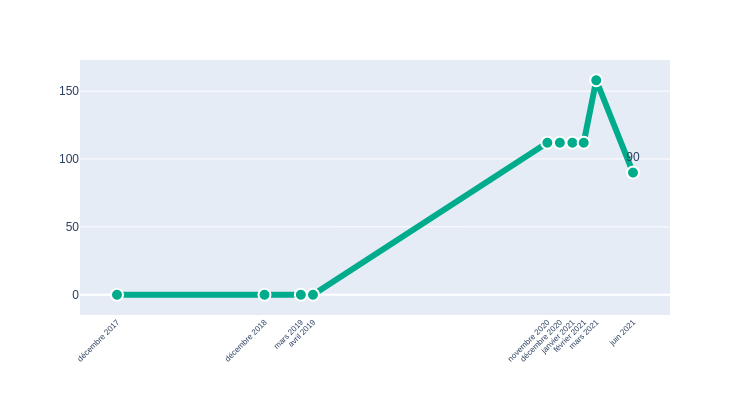 150
100
50
0
90
décembre 2017
décembre 2018
mars 2019
avril 2019
novembre 2020
décembre 2020
janvier 2021
février 2021
mars 2021
juin 2021